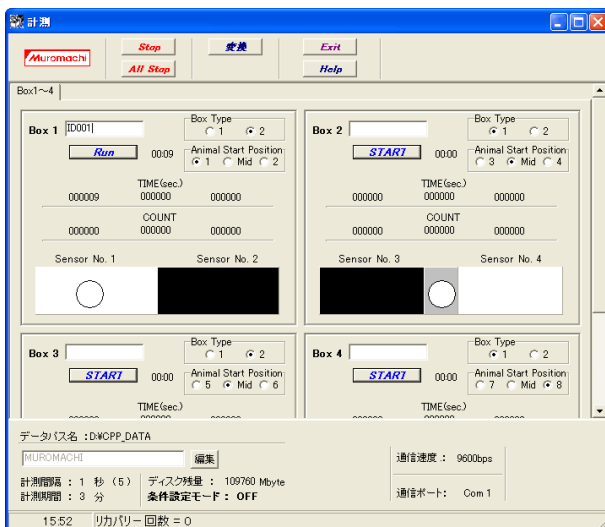 計測
Muromachi
Stop
変換
Exit
All Stop
Help
Box1～4
Box 1 ID001
Box Type
1 2
Run 00:09
Animal Start Position
1 Mid 2
TIME(sec.)
000009 000000 000000
COUNT
000000 000000 000000
Sensor No. 1 Sensor No. 2
Box 2
Box Type
1 2
START 00:00
Animal Start Position
3 Mid 4
TIME(sec.)
000000 000000 000000
COUNT
000000 000000 000000
Sensor No. 3 Sensor No. 4
Box 3
Box Type
1 2
START 00:00
Animal Start Position
5 Mid 6
TIME(sec.)
Box 4
Box Type
1 2
START 00:00
Animal Start Position
7 Mid 8
TIME(sec.)
データパス名 :D:¥CPP_DATA
MUROMACHI 編集
計測間隔 : 1 秒 (5) ディスク残量 : 109760 Mbyte
計測期間 : 3 分 条件設定モード : OFF
通信速度 : 9600bps
通信ポート: Com 1
15:52 リカバリー回数 = 0